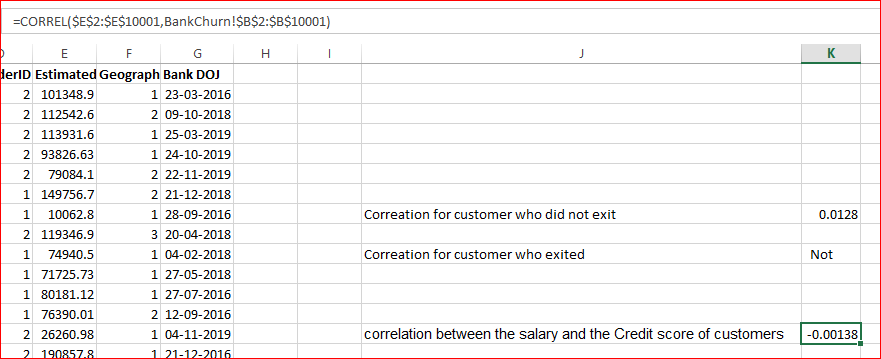 =CORREL($E$2:$E$10001,BankChurn!$B$2:$B$10001)
E F G H I J K
derID Estimated Geograph Bank DOJ
2 101348.9 1 23-03-2016
2 112542.6 2 09-10-2018
2 113931.6 1 25-03-2019
2 93826.63 1 24-10-2019
2 79084.1 2 22-11-2019
1 149756.7 2 21-12-2018
1 10062.8 1 28-09-2016 Correation for customer who did not exit 0.0128
2 119346.9 3 20-04-2018
1 74940.5 1 04-02-2018 Correation for customer who exited Not
1 71725.73 1 27-05-2018
1 80181.12 1 27-07-2016
1 76390.01 2 12-09-2016
2 26260.98 1 04-11-2019 correlation between the salary and the Credit score of customers -0.00138
2 190857.8 1 21-12-2016